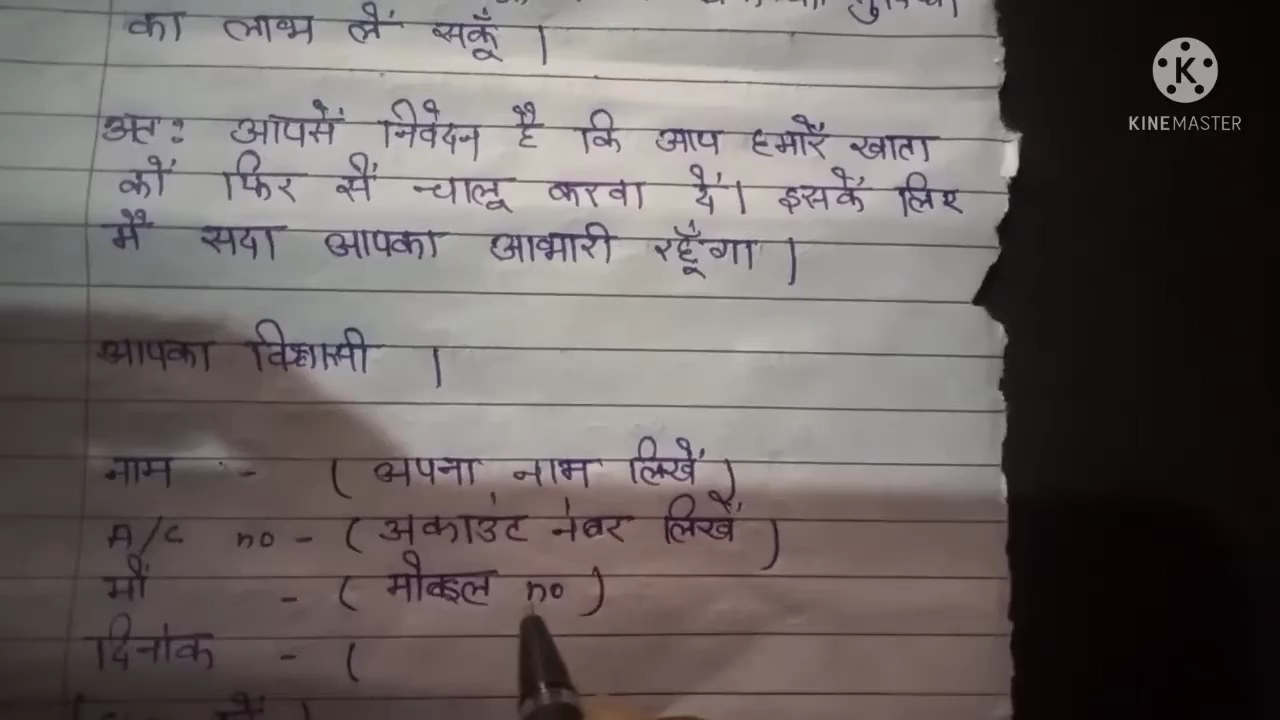 का लाभ लें सकूँ |
K
KINEMASTER
अतः आपसें निवेदन है कि आप हमारें खाता
कों फिर सें चालू करवा दें। इसकें लिए
मैं सदा आपका आभारी रहूँगा |
आपका विश्वासी |
नाम - ( अपना नाम लिखें )
A/C no - ( अकाउंट नंबर लिखें )
मों - ( मोबइल no )
दिनांक - (